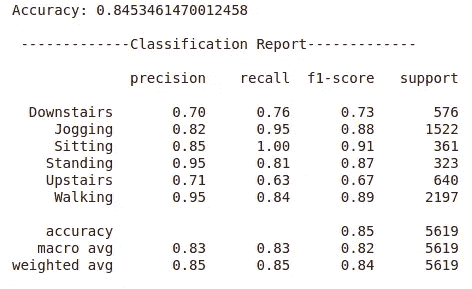 Accuracy: 0.8453461470012458
-------------Classification Report-------------
precision recall f1-score support
Downstairs 0.70 0.76 0.73 576
Jogging 0.82 0.95 0.88 1522
Sitting 0.85 1.00 0.91 361
Standing 0.95 0.81 0.87 323
Upstairs 0.71 0.63 0.67 640
Walking 0.95 0.84 0.89 2197
accuracy 0.85 5619
macro avg 0.83 0.83 0.82 5619
weighted avg 0.85 0.85 0.84 5619